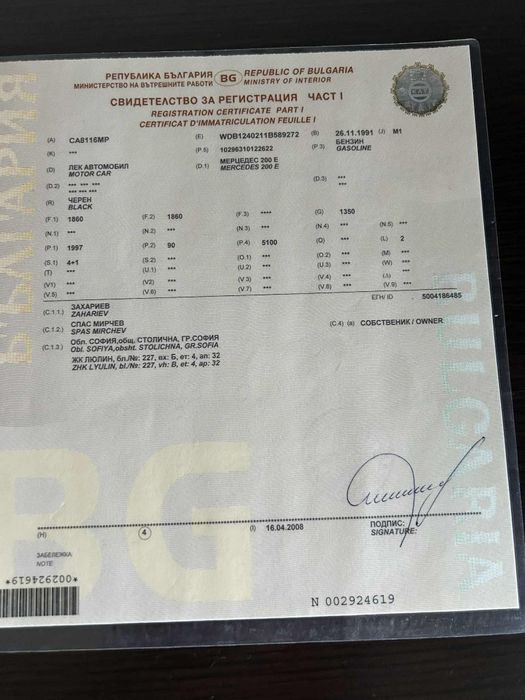 РЕПУБЛИКА БЪЛГАРИЯ BG REPUBLIC OF BULGARIA
МИНИСТЕРСТВО НА ВЪТРЕШНИТЕ РАБОТИ MINISTRY OF INTERIOR
СВИДЕТЕЛСТВО ЗА РЕГИСТРАЦИЯ ЧАСТ I
REGISTRATION CERTIFICATE PART I
CERTIFICAT D'IMMATRICULATION FEUILLE I
(A) CA8116MP (E) WDB1240211B589272 (B) 26.11.1991 (J) M1
(K) *** (P.5) 10296310122622 (P.3) БЕНЗИН
GASOLINE
(D) ЛЕК АВТОМОБИЛ (D.1) МЕРЦЕДЕС 200 Е
MOTOR CAR MERCEDES 200 E
(D.2) *** *** *** (D.3) ***
*** *** *** ***
(R) ЧЕРЕН
BLACK
(F.1) 1860 (F.2) 1860 (F.3) **** (G) 1350
(N.1) *** (N.2) *** (N.3) *** (N.4) *** (N.5) ***
(P.1) 1997 (P.2) 90 (P.4) 5100 (Q) *** (L) 2
(S.1) 4+1 (S.2) *** (O.1) *** (O.2) *** (M) ***
(T) *** (U.1) *** (U.2) *** (U.3) *** (W) ***
(V1) *** (V2) *** (V.3) *** (V.4) *** ***
(V.5) *** (V.6) *** (V.7) *** (V.8) *** (V.9) ***
ЕГН/ ID 5004186485
(C.1.1.) ЗАХАРИЕВ
ZAHARIEV
(C.1.2.) СПАС МИРЧЕВ (C.4) (a) СОБСТВЕНИК / OWNER
SPAS MIRCHEV
(C.1.3.) Обл. СОФИЯ,общ. СТОЛИЧНА, ГР.СОФИЯ
Obl. SOFIYA,obsht. STOLICHNA, GR.SOFIA
ЖК ЛЮЛИН, бл./№: 227, вх: Б, ет: 4, ап: 32
ZHK LYULIN, bl./№: 227, vh: B, et: 4, ap: 32
БЪЛГАРИЯ
BULGARIA
BG
(H) 4 (I) 16.04.2008 ПОДПИС:
SIGNATURE:
ЗАБЕЛЕЖКА
NOTE
*002924619*
N 002924619